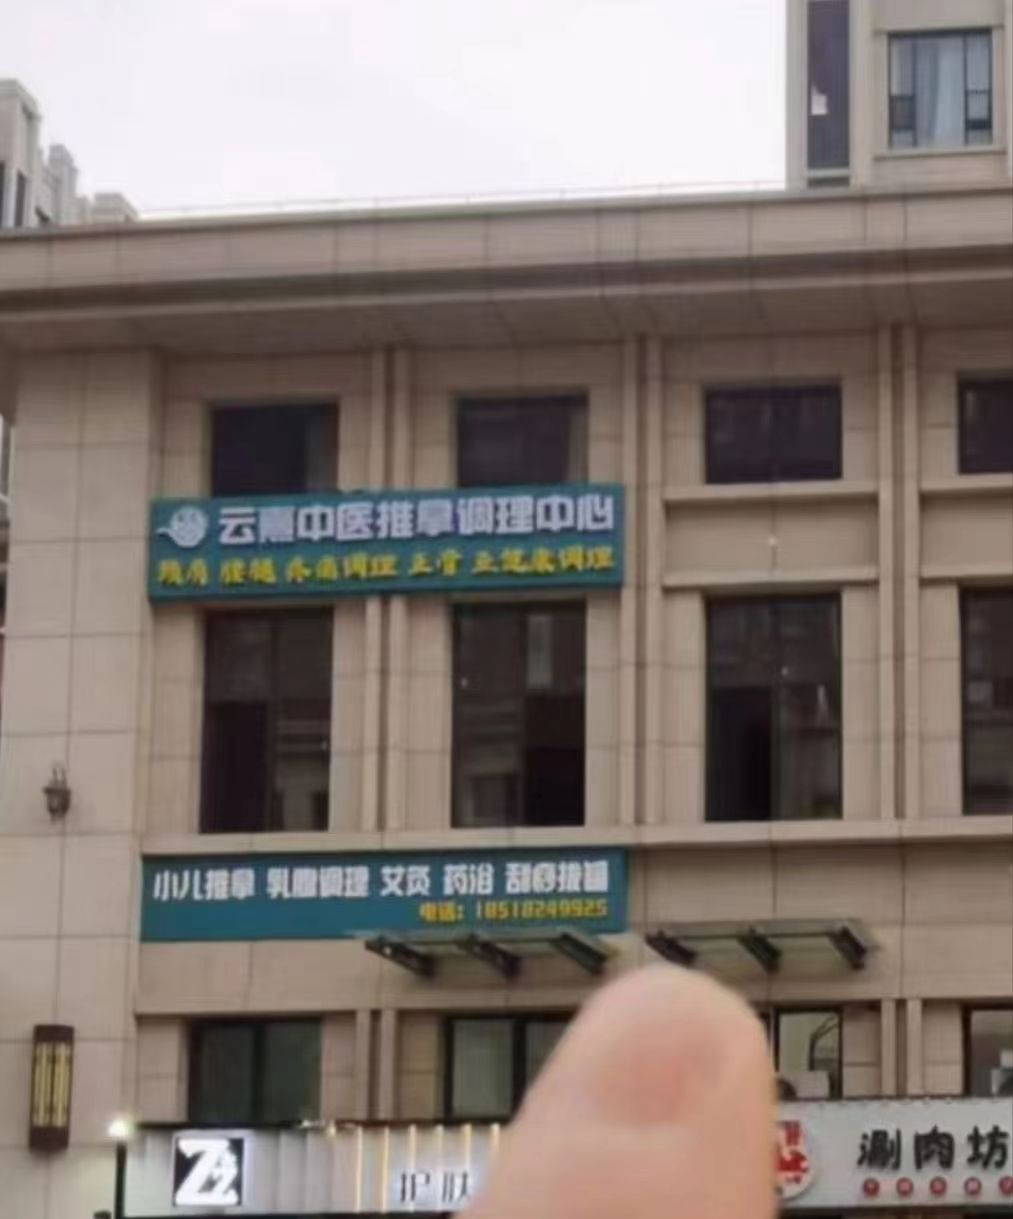 云熹中医推拿调理中心
颈肩 腰腿 疼痛调理 正骨 亚健康调理
小儿推拿 乳腺调理 艾灸 药浴 刮痧拔罐
电话：18518249925
Z
护肤
涮肉坊